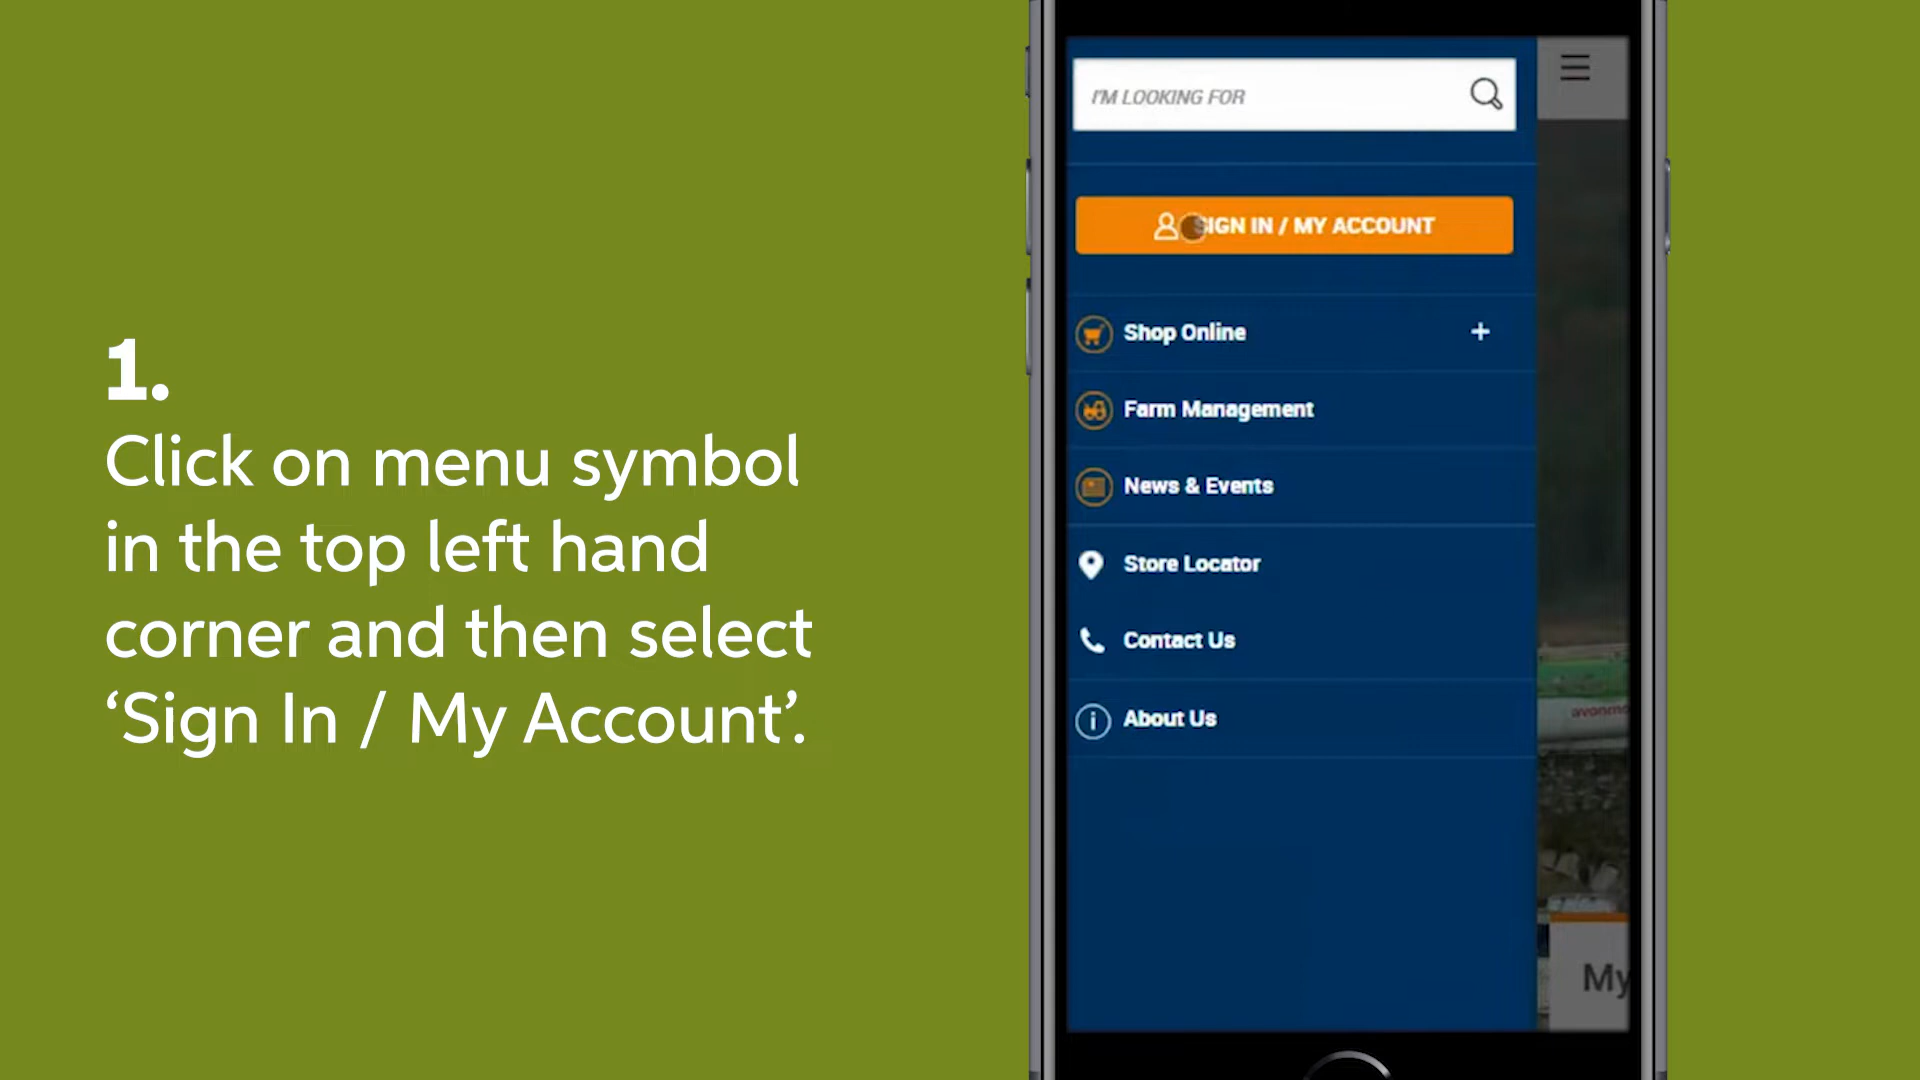 1.
Click on menu symbol
in the top left hand
corner and then select
‘Sign In / My Account’.
I'M LOOKING FOR
SIGN IN / MY ACCOUNT
Shop Online +
Farm Management
News & Events
Store Locator
Contact Us
About Us
My